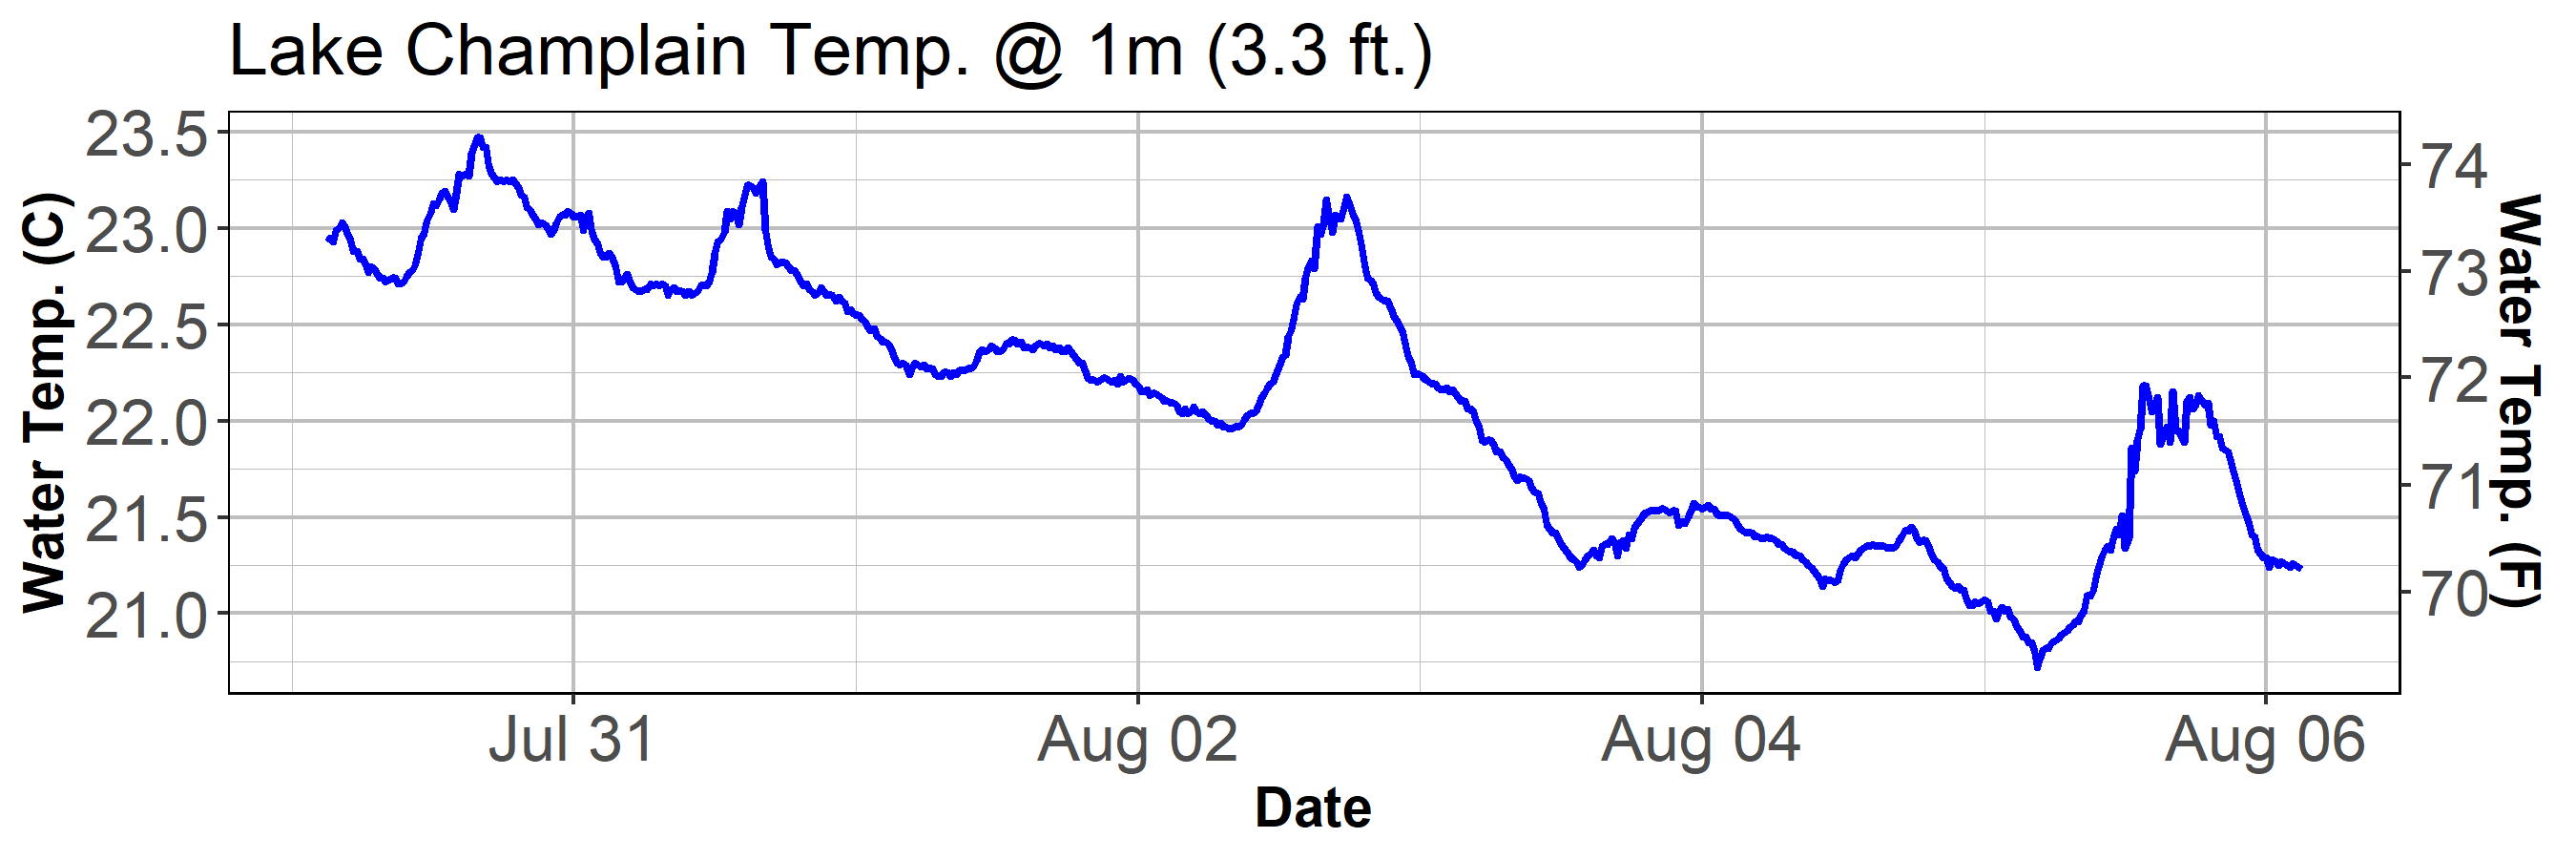 Lake Champlain Temp. @ 1m (3.3 ft.)
Water Temp. (C)
23.5
23.0
22.5
22.0
21.5
21.0
74
73
72
71
70
Water Temp. (F)
Jul 31
Aug 02
Aug 04
Aug 06
Date